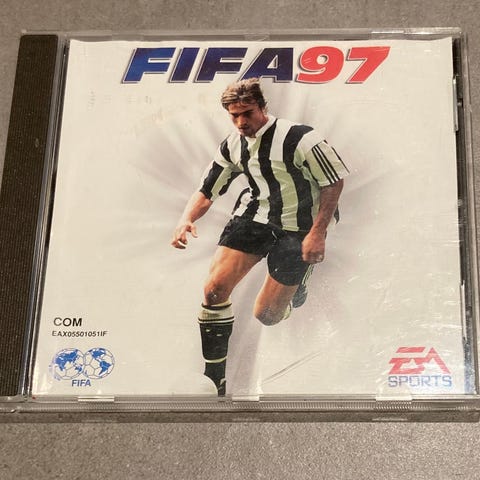 FIFA97
COM
EAX05501051IF
FIFA
EA
SPORTS